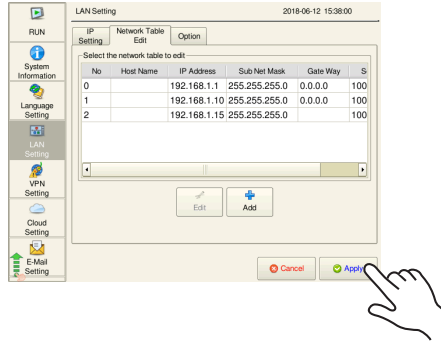 LAN Setting 2018-06-12 15:38:00
RUN
System
Information
Language
Setting
LAN
Setting
VPN
Setting
Cloud
Setting
E-Mail
Setting
IP
Setting
Network Table
Edit
Option
Select the network table to edit
No Host Name IP Address Sub Net Mask Gate Way S
0 192.168.1.1 255.255.255.0 0.0.0.0 100
1 192.168.1.10 255.255.255.0 0.0.0.0 100
2 192.168.1.15 255.255.255.0 100
Edit Add
Cancel Apply